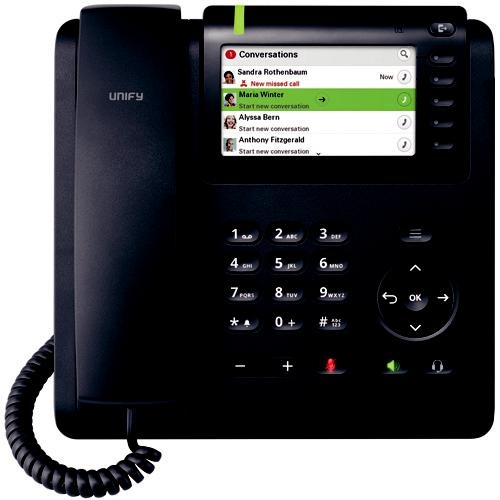 1 Conversations
Sandra Rothenbaum
New missed call
Now
Maria Winter
Start new conversation
Alyssa Bern
Start new conversation
Anthony Fitzgerald
Start new conversation
UNIFY
1 2 ABC 3 DEF
4 GHI 5 JKL 6 MNO
7 PQRS 8 TUV 9 WXYZ
* 0 + # ABC 123
OK
− +